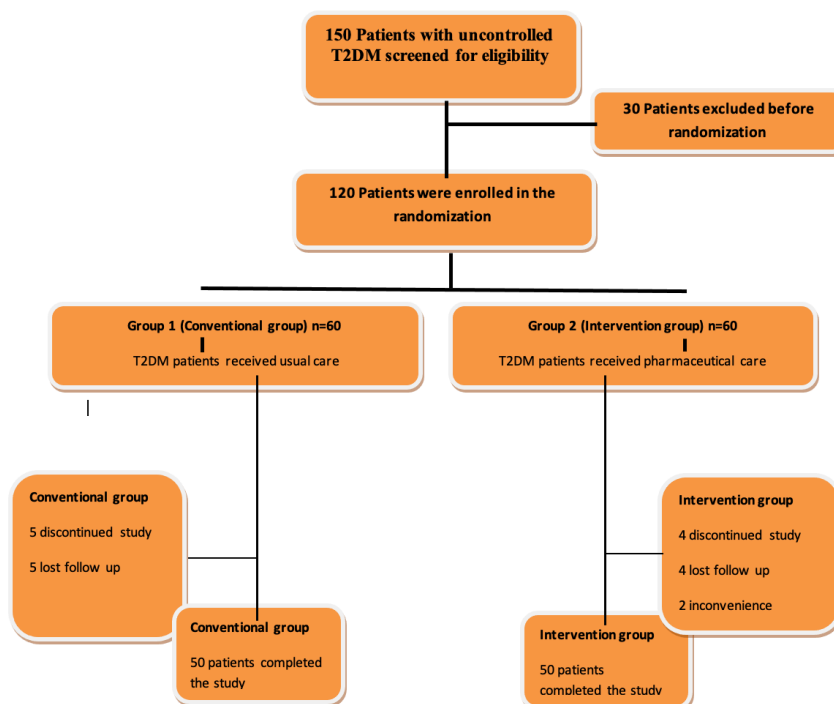 150 Patients with uncontrolled
T2DM screened for eligibility
30 Patients excluded before
randomization
120 Patients were enrolled in the
randomization
Group 1 (Conventional group) n=60
T2DM patients received usual care
Group 2 (Intervention group) n=60
T2DM patients received pharmaceutical care
Conventional group
5 discontinued study
5 lost follow up
Intervention group
4 discontinued study
4 lost follow up
2 inconvenience
Conventional group
50 patients completed
the study
Intervention group
50 patients
completed the study